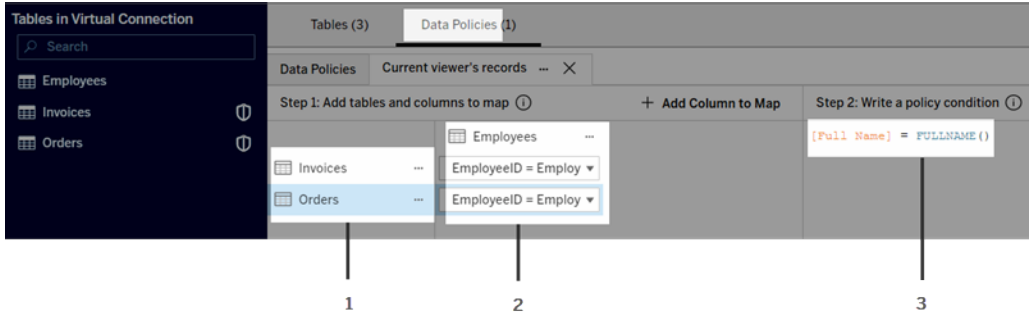 Tables in Virtual Connection
Search
Employees
Invoices
Orders
Tables (3)
Data Policies (1)
Data Policies
Current viewer's records ··· ×
Step 1: Add tables and columns to map
+ Add Column to Map
Step 2: Write a policy condition
Employees ···
[Full Name] = FULLNAME()
Invoices ···
EmployeeID = Employ
Orders ···
EmployeeID = Employ
1
2
3